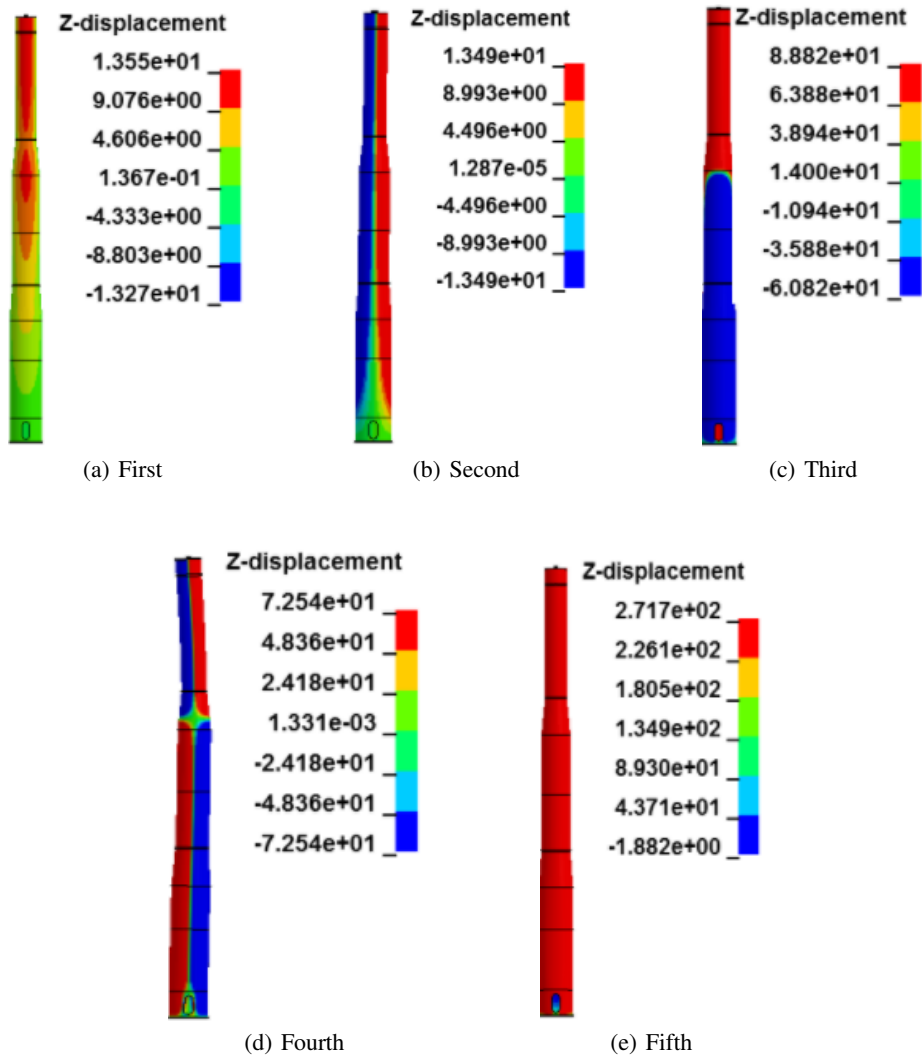 Z-displacement
1.355e+01
9.076e+00
4.606e+00
1.367e-01
-4.333e+00
-8.803e+00
-1.327e+01
(a) First
Z-displacement
1.349e+01
8.993e+00
4.496e+00
1.287e-05
-4.496e+00
-8.993e+00
-1.349e+01
(b) Second
Z-displacement
8.882e+01
6.388e+01
3.894e+01
1.400e+01
-1.094e+01
-3.588e+01
-6.082e+01
(c) Third
Z-displacement
7.254e+01
4.836e+01
2.418e+01
1.331e-03
-2.418e+01
-4.836e+01
-7.254e+01
(d) Fourth
Z-displacement
2.717e+02
2.261e+02
1.805e+02
1.349e+02
8.930e+01
4.371e+01
-1.882e+00
(e) Fifth